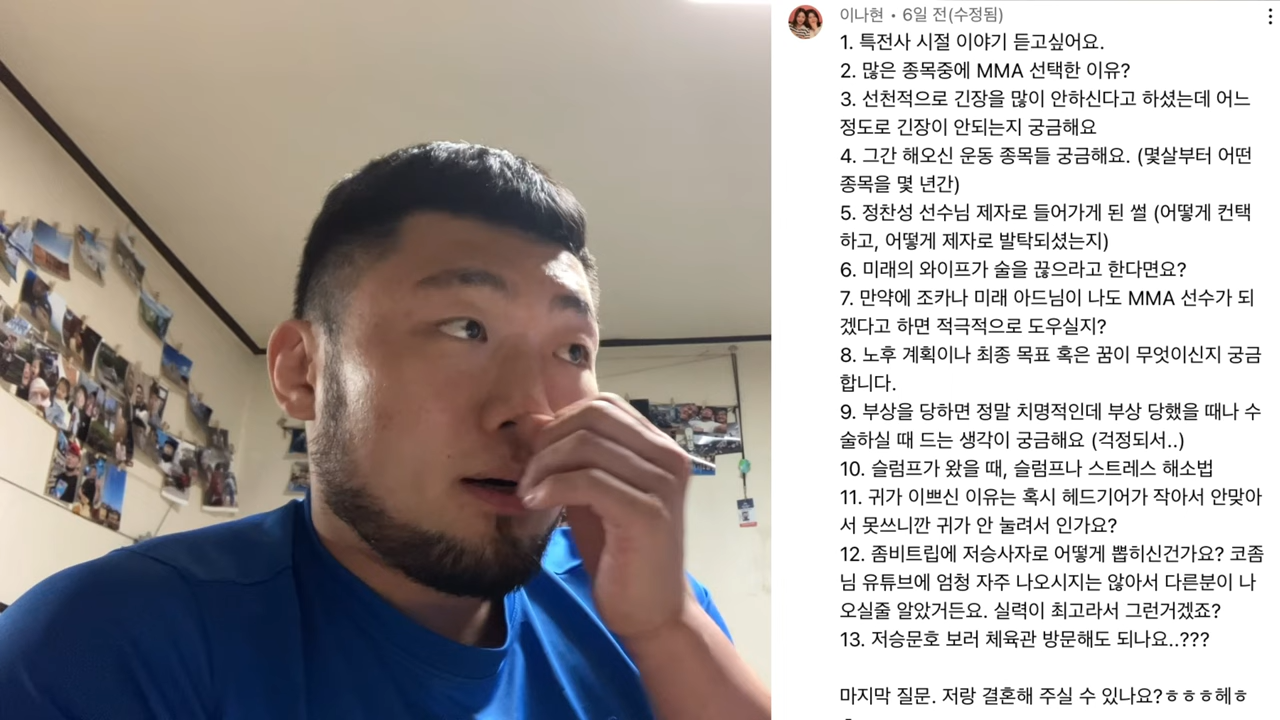 이나현 • 6일 전(수정됨)
1. 특전사 시절 이야기 듣고싶어요.
2. 많은 종목중에 MMA 선택한 이유?
3. 선천적으로 긴장을 많이 안하신다고 하셨는데 어느
정도로 긴장이 안되는지 궁금해요
4. 그간 해오신 운동 종목들 궁금해요. (몇살부터 어떤
종목을 몇 년간)
5. 정찬성 선수님 제자로 들어가게 된 썰 (어떻게 컨택
하고, 어떻게 제자로 발탁되셨는지)
6. 미래의 와이프가 술을 끊으라고 한다면요?
7. 만약에 조카나 미래 아드님이 나도 MMA 선수가 되
겠다고 하면 적극적으로 도우실지?
8. 노후 계획이나 최종 목표 혹은 꿈이 무엇이신지 궁금
합니다.
9. 부상을 당하면 정말 치명적인데 부상 당했을 때나 수
술하실 때 드는 생각이 궁금해요 (걱정되서..)
10. 슬럼프가 왔을 때, 슬럼프나 스트레스 해소법
11. 귀가 이쁘신 이유는 혹시 헤드기어가 작아서 안맞아
서 못쓰니깐 귀가 안 눌려서 인가요?
12. 좀비트립에 저승사자로 어떻게 뽑히신건가요? 코좀
님 유튜브에 엄청 자주 나오시지는 않아서 다른분이 나
오실줄 알았거든요. 실력이 최고라서 그런거겠죠?
13. 저승문호 보러 체육관 방문해도 되나요..???
마지막 질문. 저랑 결혼해 주실 수 있나요?ㅎㅎㅎ헤ㅎ